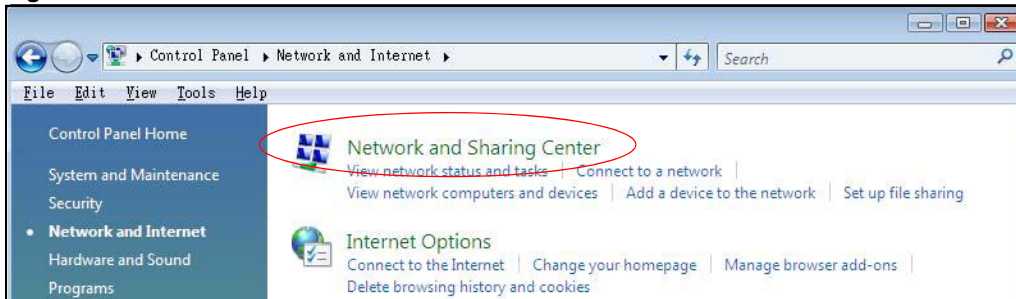 Control Panel Network and Internet
Search
File Edit View Tools Help
Control Panel Home
System and Maintenance
Security
Network and Internet
Hardware and Sound
Programs
Network and Sharing Center
View network status and tasks Connect to a network
View network computers and devices Add a device to the network Set up file sharing
Internet Options
Connect to the Internet Change your homepage Manage browser add-ons
Delete browsing history and cookies